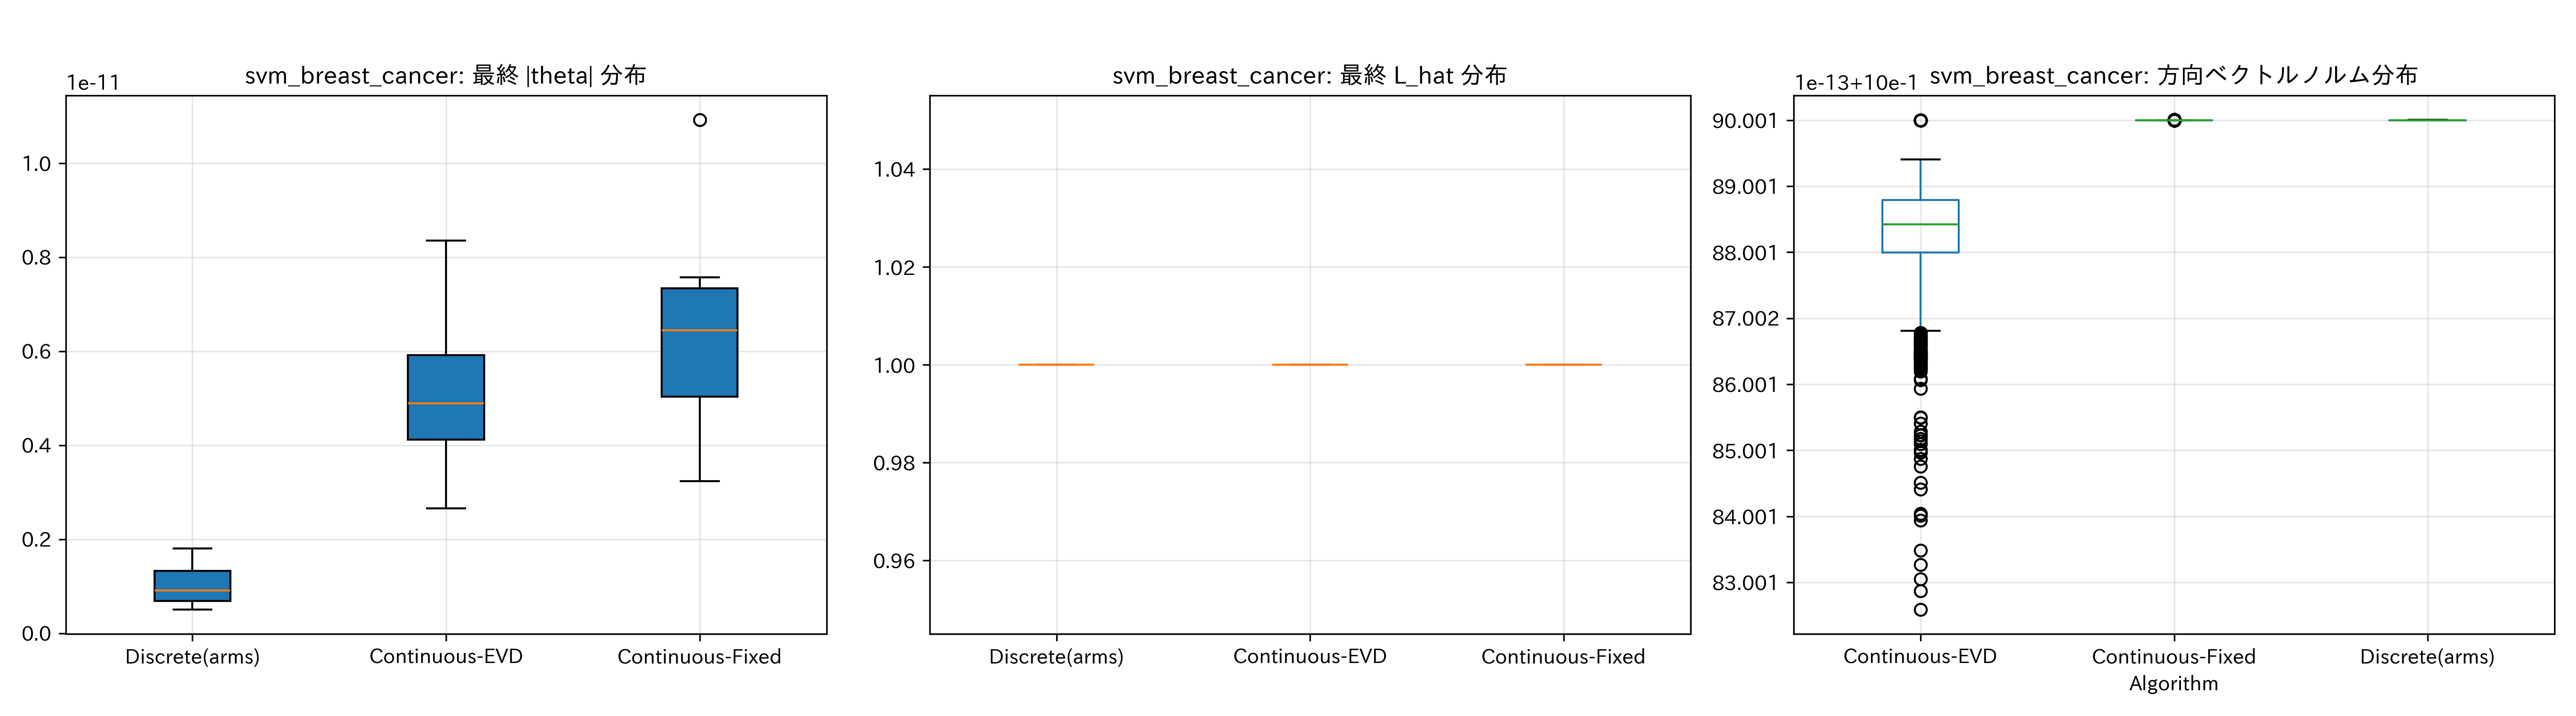 svm_breast_cancer: 最終 |theta| 分布
1e-11
1.0
0.8
0.6
0.4
0.2
0.0
Discrete(arms)
Continuous-EVD
Continuous-Fixed
svm_breast_cancer: 最終 L_hat 分布
1.04
1.02
1.00
0.98
0.96
Discrete(arms)
Continuous-EVD
Continuous-Fixed
svm_breast_cancer: 方向ベクトルノルム分布
1e-13+10e-1
90.001
89.001
88.001
87.002
86.001
85.001
84.001
83.001
Continuous-EVD
Continuous-Fixed
Discrete(arms)
Algorithm